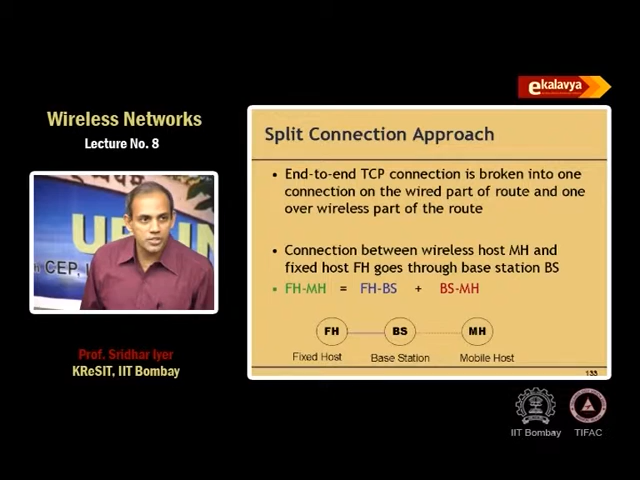 ekalavya
Wireless Networks
Lecture No. 8
Split Connection Approach
• End-to-end TCP connection is broken into one
connection on the wired part of route and one
over wireless part of the route
• Connection between wireless host MH and
fixed host FH goes through base station BS
• FH-MH = FH-BS + BS-MH
FH BS MH
Fixed Host Base Station Mobile Host
133
CEP,
Prof. Sridhar Iyer
KReSIT, IIT Bombay
IIT Bombay TIFAC